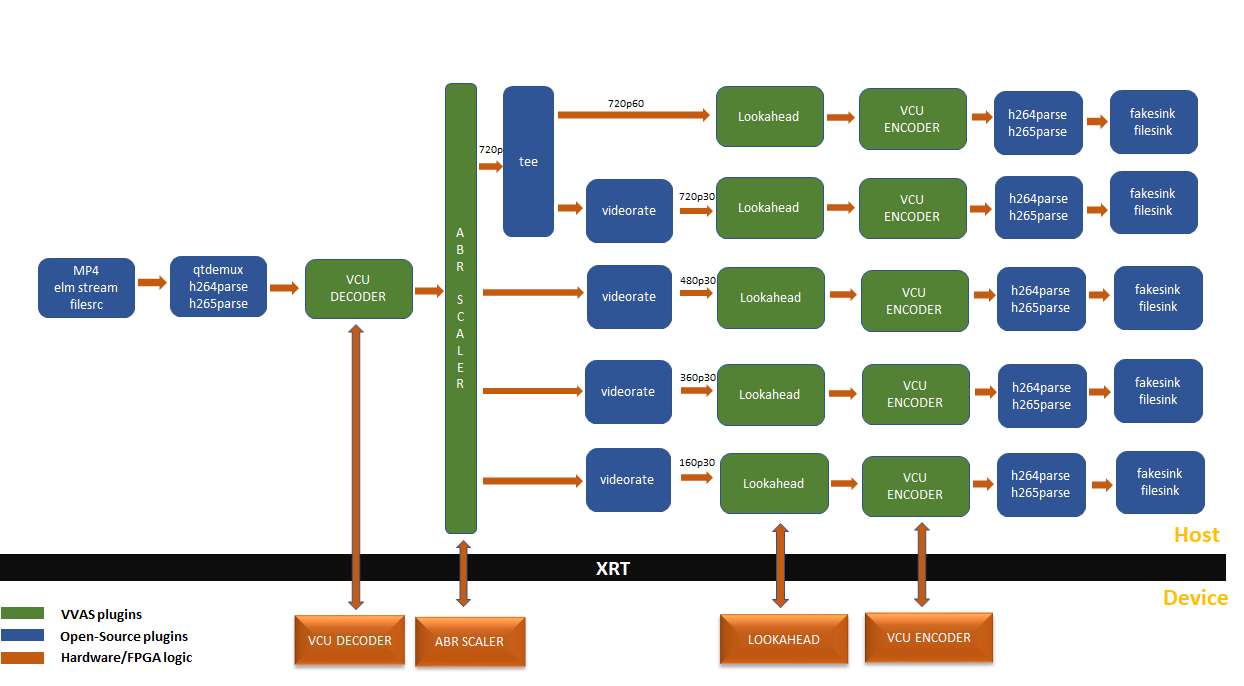 MP4
elm stream
filesrc
qtdemux
h264parse
h265parse
VCU
DECODER
A
B
R
S
C
A
L
E
R
720p
tee
720p60
Lookahead
VCU
ENCODER
h264parse
h265parse
fakesink
filesink
videorate
720p30
Lookahead
VCU
ENCODER
h264parse
h265parse
fakesink
filesink
videorate
480p30
Lookahead
VCU
ENCODER
h264parse
h265parse
fakesink
filesink
videorate
360p30
Lookahead
VCU
ENCODER
h264parse
h265parse
fakesink
filesink
videorate
160p30
Lookahead
VCU
ENCODER
h264parse
h265parse
fakesink
filesink
Host
XRT
Device
VVAS plugins
Open-Source plugins
Hardware/FPGA logic
VCU DECODER
ABR SCALER
LOOKAHEAD
VCU ENCODER